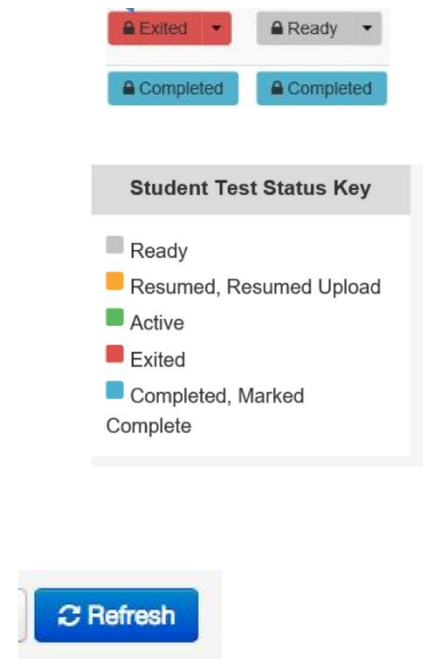 Exited Ready
Completed Completed
Student Test Status Key
Ready
Resumed, Resumed Upload
Active
Exited
Completed, Marked
Complete
Refresh